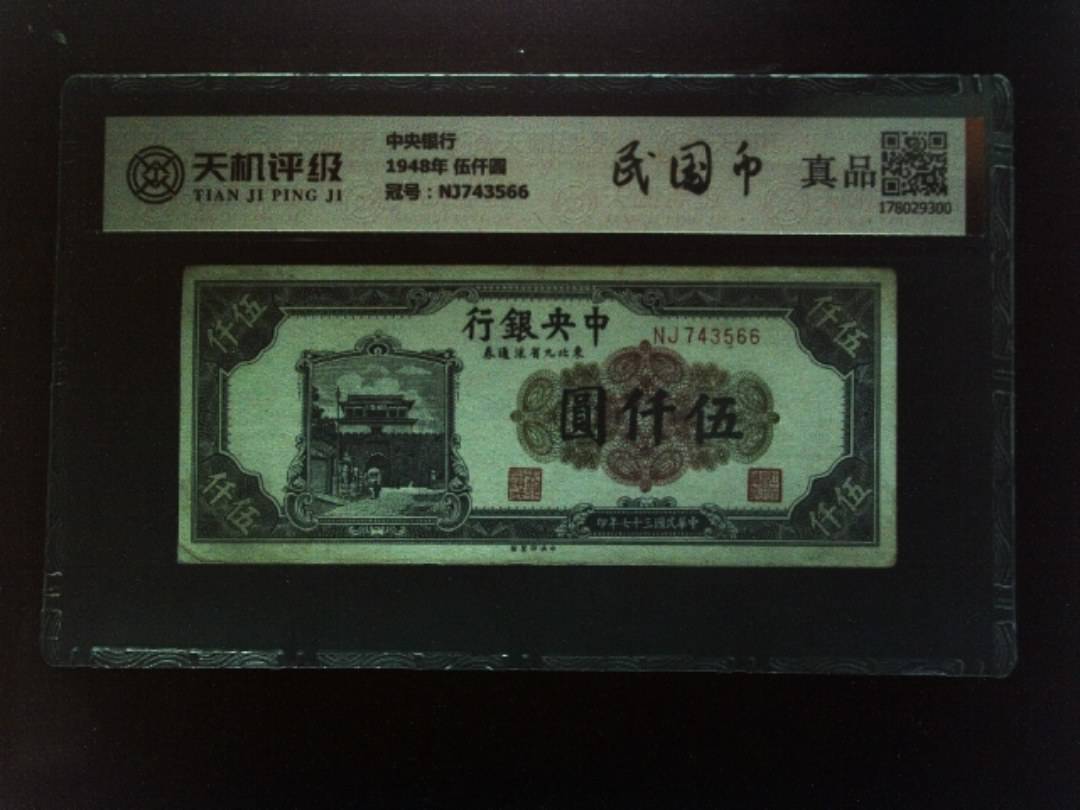 天机评级
TIAN JI PING JI
中央银行
1948年 伍仟圓
冠号：NJ743566
民国币
真品
178029300
伍仟
伍仟
行銀央中
NJ743566
券通流省九北東
圓仟伍
伍仟
伍仟
印年七十三國民華中